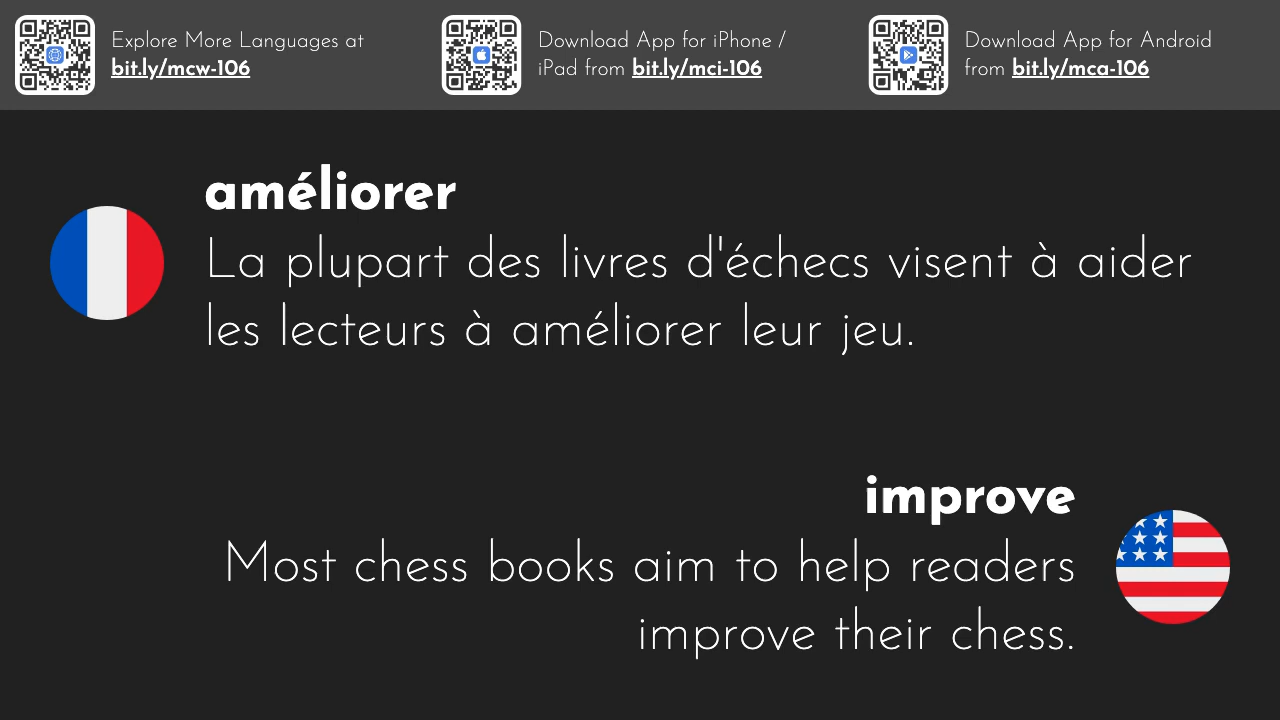 Explore More Languages at
bit.ly/mcw-106
Download App for iPhone /
iPad from bit.ly/mci-106
Download App for Android
from bit.ly/mca-106
améliorer
La plupart des livres d'échecs visent à aider
les lecteurs à améliorer leur jeu.
improve
Most chess books aim to help readers
improve their chess.